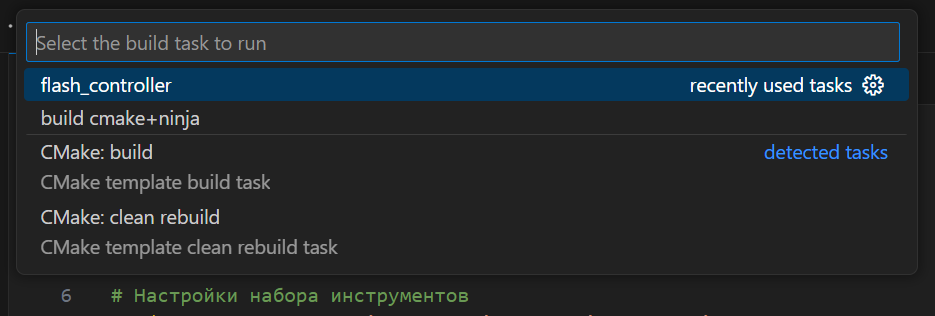 Select the build task to run
flash_controller
recently used tasks
build cmake+ninja
CMake: build
detected tasks
CMake template build task
CMake: clean rebuild
CMake template clean rebuild task
6 # Настройки набора инструментов